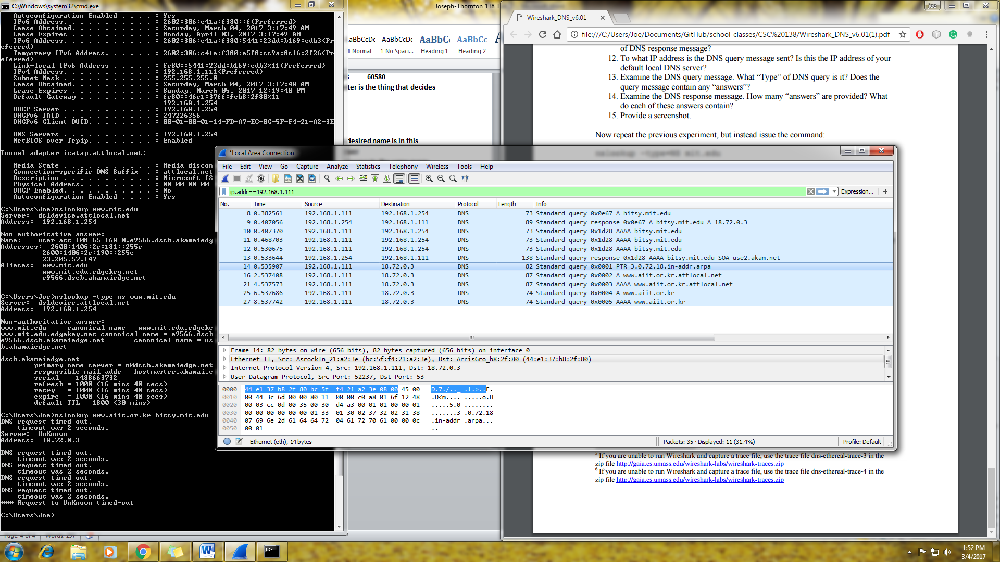 C:\Windows\system32\cmd.exe
Autoconfiguration Enabled . . . . : Yes
IPv6 Address. . . . . . . . . . . : 2602:306:c41a:f380::f(Preferred)
Lease Obtained. . . . . . . . . . : Saturday, March 04, 2017 3:17:49 AM
Lease Expires . . . . . . . . . . : Monday, April 03, 2017 3:17:49 AM
IPv6 Address. . . . . . . . . . . : 2602:306:c41a:f380:5441:23dd:b169:cdb3(Pr
eferred)
Temporary IPv6 Address. . . . . . : 2602:306:c41a:f380:e5f8:cc9a:8c16:2f26(Pr
eferred)
Link-local IPv6 Address . . . . . : fe80::5441:23dd:b169:cdb3%11(Preferred)
IPv4 Address. . . . . . . . . . . : 192.168.1.111(Preferred)
Subnet Mask . . . . . . . . . . . : 255.255.255.0
Lease Obtained. . . . . . . . . . : Saturday, March 04, 2017 3:17:48 AM
Lease Expires . . . . . . . . . . : Sunday, March 05, 2017 12:19:40 PM
Default Gateway . . . . . . . . . : fe80::46e1:37ff:feb8:2f80%11
192.168.1.254
DHCP Server . . . . . . . . . . . : 192.168.1.254
DHCPv6 IAID . . . . . . . . . . . : 247226356
DHCPv6 Client DUID. . . . . . . . : 00-01-00-01-14-FD-A7-EC-BC-5F-F4-21-A2-3E
DNS Servers . . . . . . . . . . . : 192.168.1.254
NetBIOS over Tcpip. . . . . . . . : Enabled
Tunnel adapter isatap.attlocal.net:
Media State . . . . . . . . . . . : Media discon
Connection-specific DNS Suffix  . : attlocal.net
Description . . . . . . . . . . . : Microsoft IS
Physical Address. . . . . . . . . : 00-00-00-00-
DHCP Enabled. . . . . . . . . . . : No
Autoconfiguration Enabled . . . . : Yes
C:\Users\Joe>nslookup www.mit.edu
Server:  dsldevice.attlocal.net
Address:  192.168.1.254
Non-authoritative answer:
Name:    user-att-108-65-168-0.e9566.dscb.akamaiedge
Addresses:  2600:1406:2c:181::255e
2600:1406:2c:190::255e
23.205.57.147
Aliases:  www.mit.edu
www.mit.edu.edgekey.net
e9566.dscb.akamaiedge.net
C:\Users\Joe>nslookup -type=ns www.mit.edu
Server:  dsldevice.attlocal.net
Address:  192.168.1.254
Non-authoritative answer:
www.mit.edu     canonical name = www.mit.edu.edgeke
www.mit.edu.edgekey.net canonical name = e9566.dscb
e9566.dscb.akamaiedge.net       canonical name = use
b.akamaiedge.net
dscb.akamaiedge.net
primary name server = n0dscb.akamaiedge.net
responsible mail addr = hostmaster.akamai.co
serial  = 1488663732
refresh = 1000 (16 mins 40 secs)
retry   = 1000 (16 mins 40 secs)
expire  = 1000 (16 mins 40 secs)
default TTL = 1800 (30 mins)
C:\Users\Joe>nslookup www.aiit.or.kr bitsy.mit.edu
DNS request timed out.
timeout was 2 seconds.
Server:  UnKnown
Address:  18.72.0.3
DNS request timed out.
timeout was 2 seconds.
DNS request timed out.
timeout was 2 seconds.
DNS request timed out.
timeout was 2 seconds.
DNS request timed out.
timeout was 2 seconds.
*** Request to UnKnown timed-out
C:\Users\Joe>
Joseph-Thornton_138_L
aBbCcDc AaBbCcDc AaBbC AaBbCc
¶ Normal ¶ No Spaci... Heading 1 Heading 2
60580
ter is the thing that decides
desired name is in this
joe
Wireshark_DNS_v6.01
file:///C:/Users/Joe/Documents/GitHub/school-classes/CSC%20138/Wireshark_DNS_v6.01(1).pdf
of DNS response message?
12. To what IP address is the DNS query message sent? Is this the IP address of your
default local DNS server?
13. Examine the DNS query message. What “Type” of DNS query is it? Does the
query message contain any “answers”?
14. Examine the DNS response message. How many “answers” are provided? What
do each of these answers contain?
15. Provide a screenshot.
Now repeat the previous experiment, but instead issue the command:
nslookup -type=NS mit.edu
*Local Area Connection
File Edit View Go Capture Analyze Statistics Telephony Wireless Tools Help
ip.addr==192.168.1.111
Expression... +
No. Time Source Destination Protocol Length Info
8 0.382561 192.168.1.111 192.168.1.254 DNS 73 Standard query 0x0e67 A bitsy.mit.edu
9 0.407056 192.168.1.254 192.168.1.111 DNS 89 Standard query response 0x0e67 A bitsy.mit.edu A 18.72.0.3
10 0.407370 192.168.1.111 192.168.1.254 DNS 73 Standard query 0x1d28 AAAA bitsy.mit.edu
11 0.468703 192.168.1.111 192.168.1.254 DNS 73 Standard query 0x1d28 AAAA bitsy.mit.edu
12 0.530675 192.168.1.111 192.168.1.254 DNS 73 Standard query 0x1d28 AAAA bitsy.mit.edu
13 0.533644 192.168.1.254 192.168.1.111 DNS 138 Standard query response 0x1d28 AAAA bitsy.mit.edu SOA use2.akam.net
14 0.535907 192.168.1.111 18.72.0.3 DNS 82 Standard query 0x0001 PTR 3.0.72.18.in-addr.arpa
16 2.537408 192.168.1.111 18.72.0.3 DNS 87 Standard query 0x0002 A www.aiit.or.kr.attlocal.net
21 4.537573 192.168.1.111 18.72.0.3 DNS 87 Standard query 0x0003 AAAA www.aiit.or.kr.attlocal.net
25 6.537686 192.168.1.111 18.72.0.3 DNS 74 Standard query 0x0004 A www.aiit.or.kr
27 8.537742 192.168.1.111 18.72.0.3 DNS 74 Standard query 0x0005 AAAA www.aiit.or.kr
Frame 14: 82 bytes on wire (656 bits), 82 bytes captured (656 bits) on interface 0
Ethernet II, Src: AsrockIn_21:a2:3e (bc:5f:f4:21:a2:3e), Dst: ArrisGro_b8:2f:80 (44:e1:37:b8:2f:80)
Internet Protocol Version 4, Src: 192.168.1.111, Dst: 18.72.0.3
User Datagram Protocol, Src Port: 52237, Dst Port: 53
0000 44 e1 37 b8 2f 80 bc 5f f4 21 a2 3e 08 00 45 00 D.7./.._ .!.>..E.
0010 00 44 3c 6d 00 00 80 11 00 00 c0 a8 01 6f 12 48 .D<m.... .....o.H
0020 00 03 cc 0d 00 35 00 30 d4 a3 00 01 01 00 00 01 .....5.0 ........
0030 00 00 00 00 00 00 01 33 01 30 02 37 32 02 31 38 .......3 .0.72.18
0040 07 69 6e 2d 61 64 64 72 04 61 72 70 61 00 00 0c .in-addr .arpa...
0050 00 01 ..
Ethernet (eth), 14 bytes
Packets: 35 · Displayed: 11 (31.4%)
Profile: Default
5 If you are unable to run Wireshark and capture a trace file, use the trace file dns-ethereal-trace-3 in the
zip file http://gaia.cs.umass.edu/wireshark-labs/wireshark-traces.zip
6 If you are unable to run Wireshark and capture a trace file, use the trace file dns-ethereal-trace-4 in the
zip file http://gaia.cs.umass.edu/wireshark-labs/wireshark-traces.zip
1:52 PM
3/4/2017